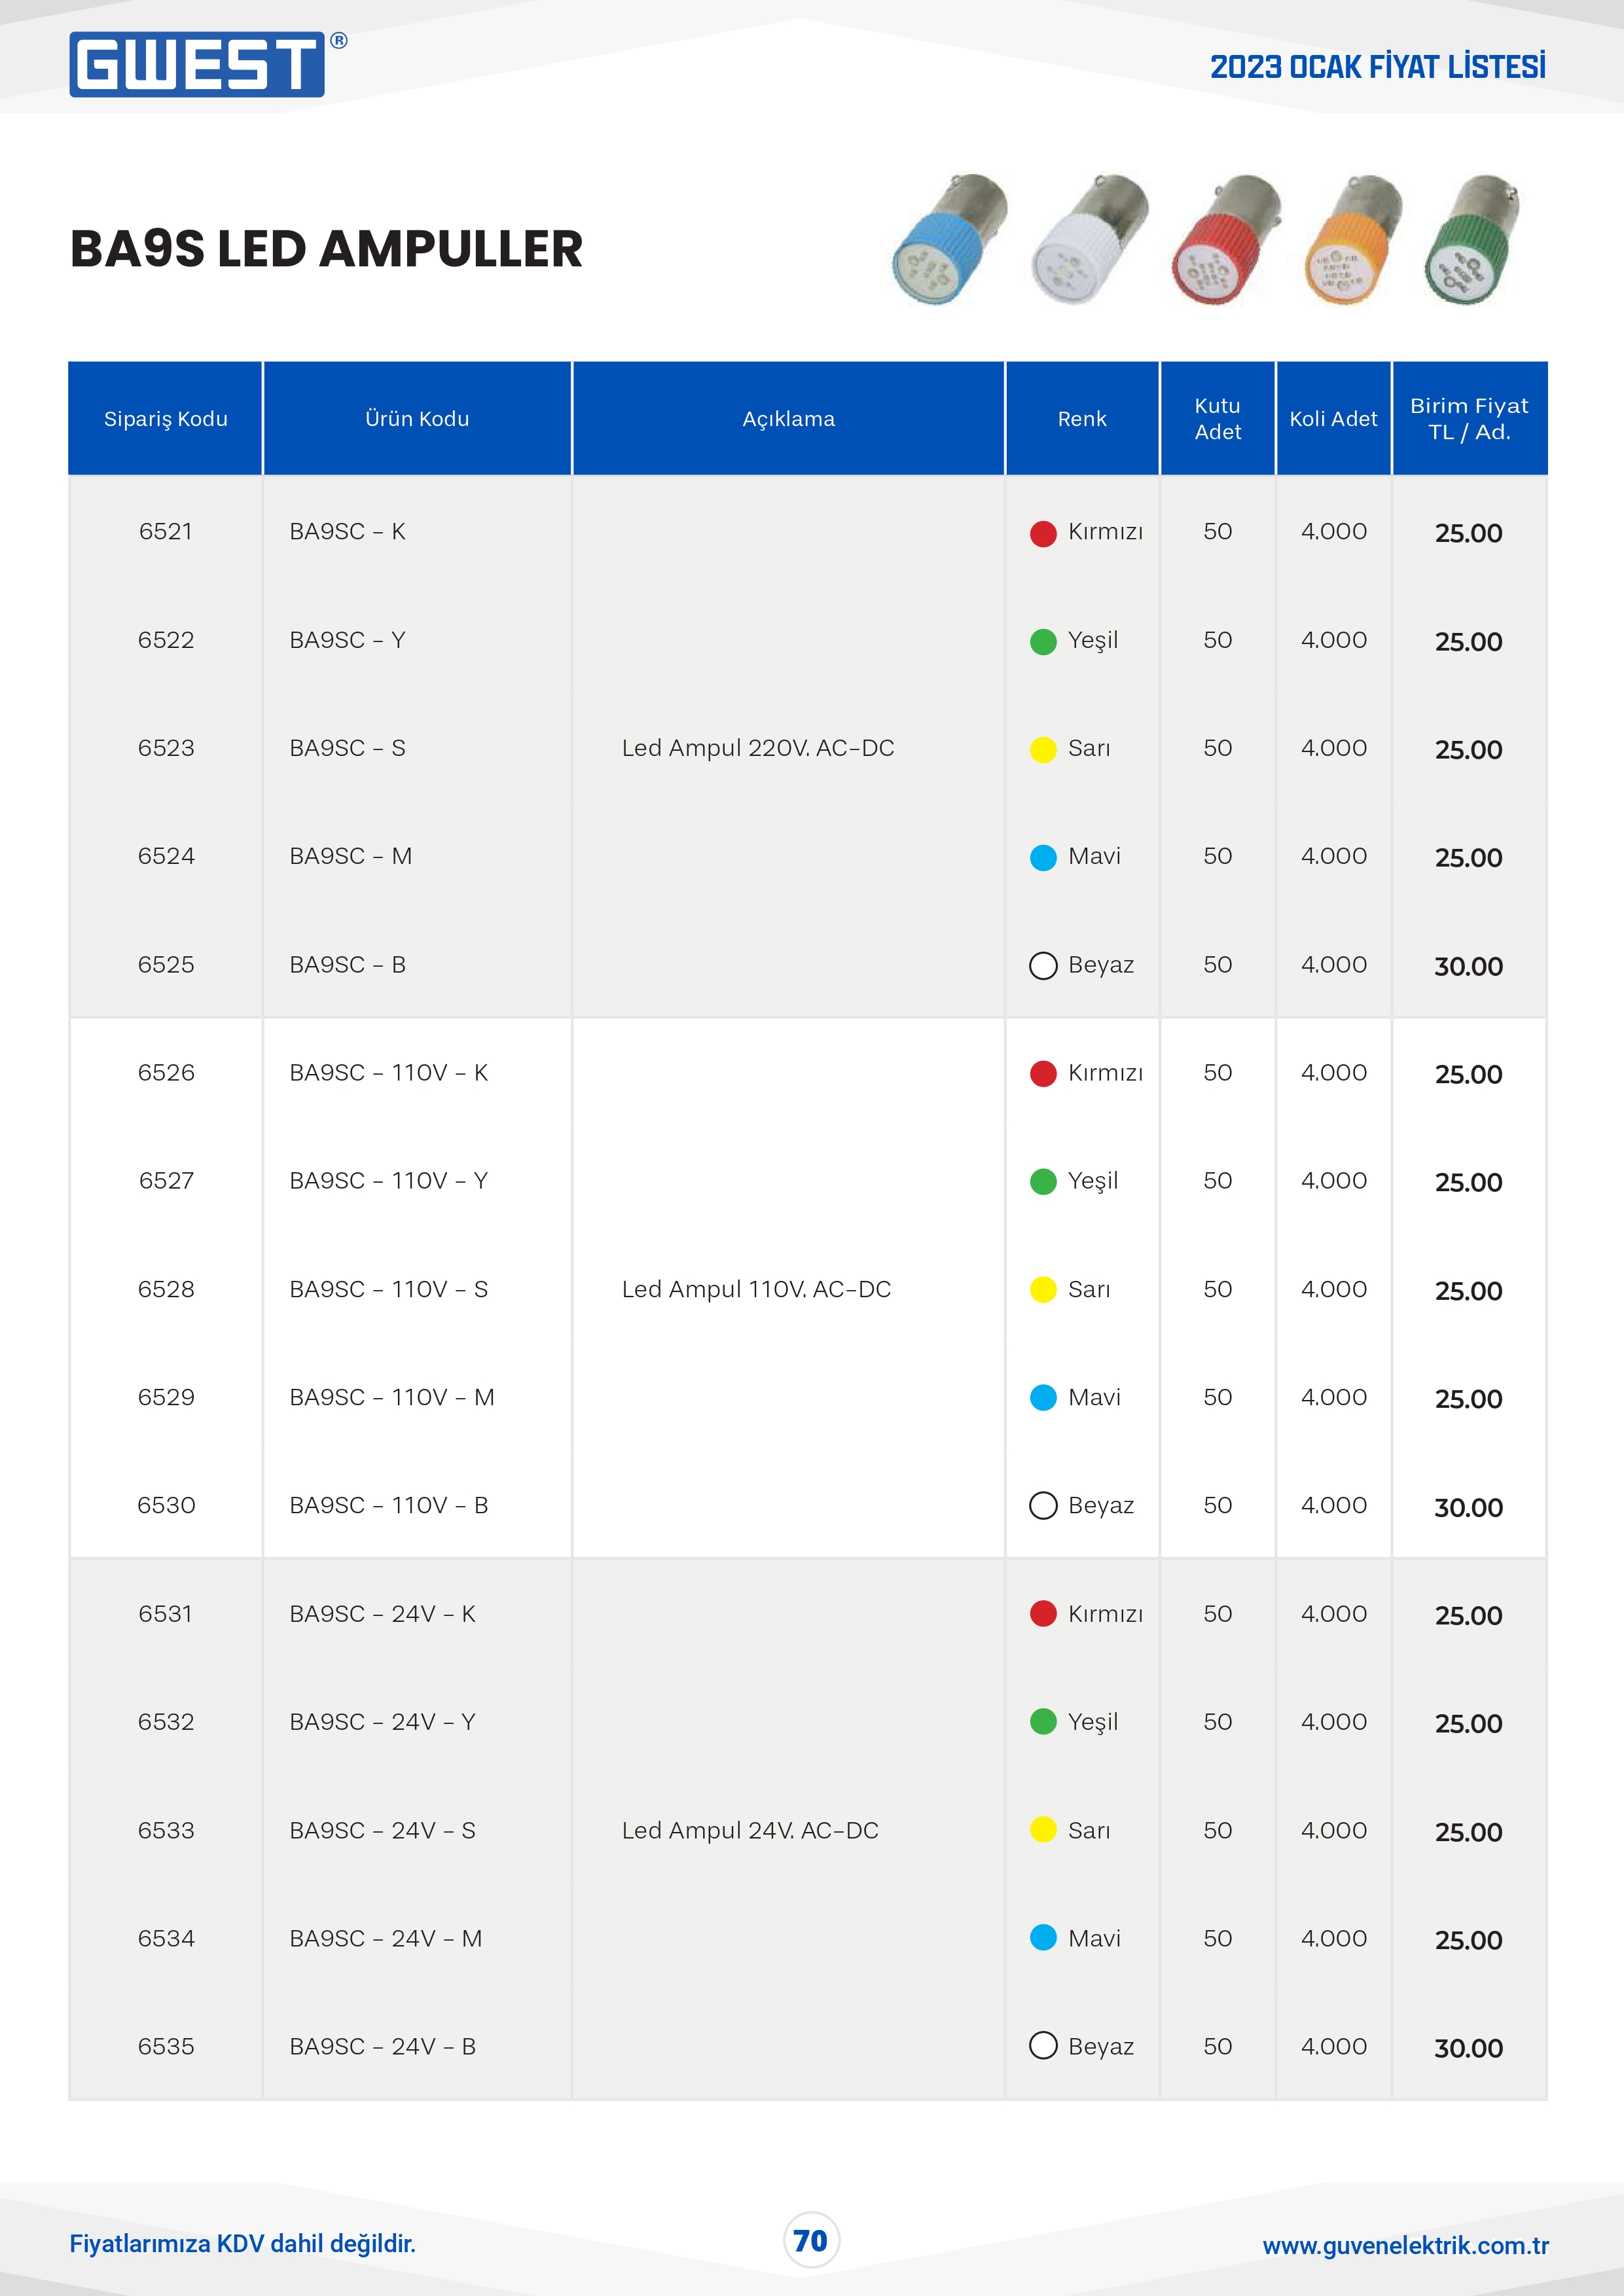 GWEST®
2023 OCAK FİYAT LİSTESİ
BA9S LED AMPULLER
Sipariş Kodu Ürün Kodu Açıklama Renk Kutu Adet Koli Adet Birim Fiyat TL / Ad.
6521 BA9SC - K Kırmızı 50 4.000 25.00
6522 BA9SC - Y Yeşil 50 4.000 25.00
6523 BA9SC - S Led Ampul 220V. AC-DC Sarı 50 4.000 25.00
6524 BA9SC - M Mavi 50 4.000 25.00
6525 BA9SC - B Beyaz 50 4.000 30.00
6526 BA9SC - 110V - K Kırmızı 50 4.000 25.00
6527 BA9SC - 110V - Y Yeşil 50 4.000 25.00
6528 BA9SC - 110V - S Led Ampul 110V. AC-DC Sarı 50 4.000 25.00
6529 BA9SC - 110V - M Mavi 50 4.000 25.00
6530 BA9SC - 110V - B Beyaz 50 4.000 30.00
6531 BA9SC - 24V - K Kırmızı 50 4.000 25.00
6532 BA9SC - 24V - Y Yeşil 50 4.000 25.00
6533 BA9SC - 24V - S Led Ampul 24V. AC-DC Sarı 50 4.000 25.00
6534 BA9SC - 24V - M Mavi 50 4.000 25.00
6535 BA9SC - 24V - B Beyaz 50 4.000 30.00
Fiyatlarımıza KDV dahil değildir.
70
www.guvenelektrik.com.tr